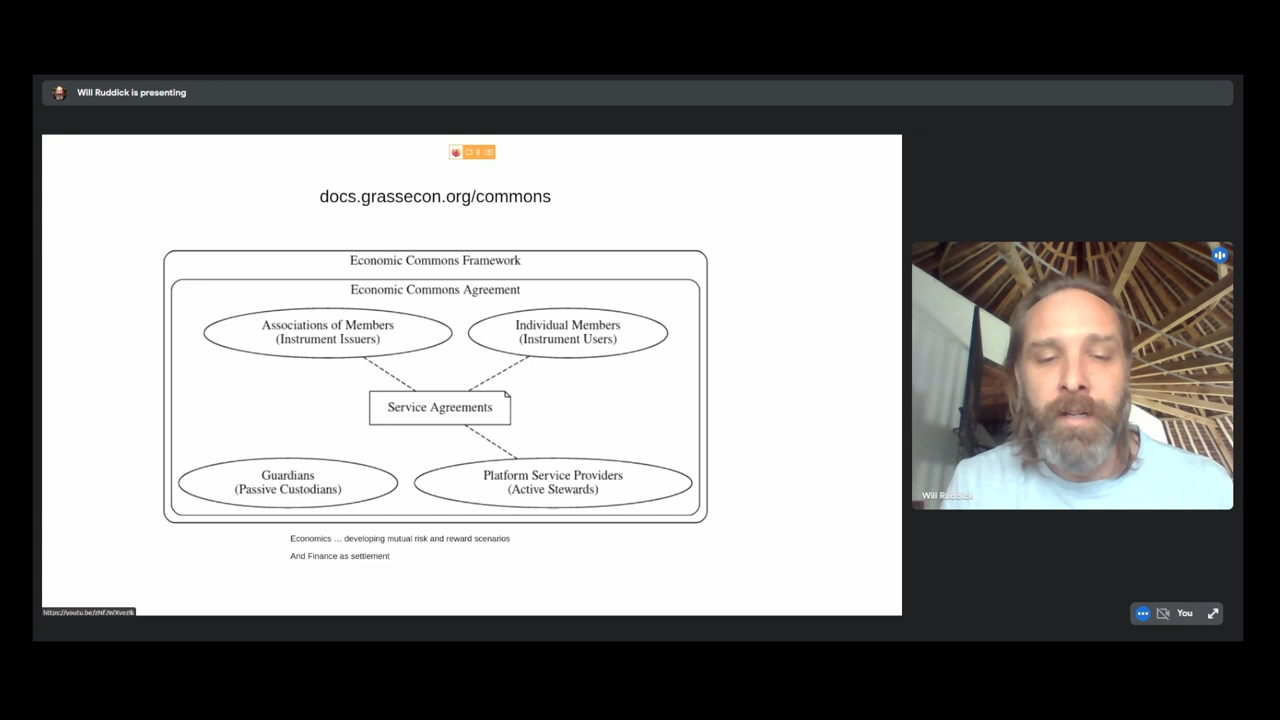 Will Ruddick is presenting
docs.grassecon.org/commons
Economic Commons Framework
Economic Commons Agreement
Associations of Members
(Instrument Issuers)
Individual Members
(Instrument Users)
Service Agreements
Guardians
(Passive Custodians)
Platform Service Providers
(Active Stewards)
Economics ... developing mutual risk and reward scenarios
And Finance as settlement
Will Ruddick
You